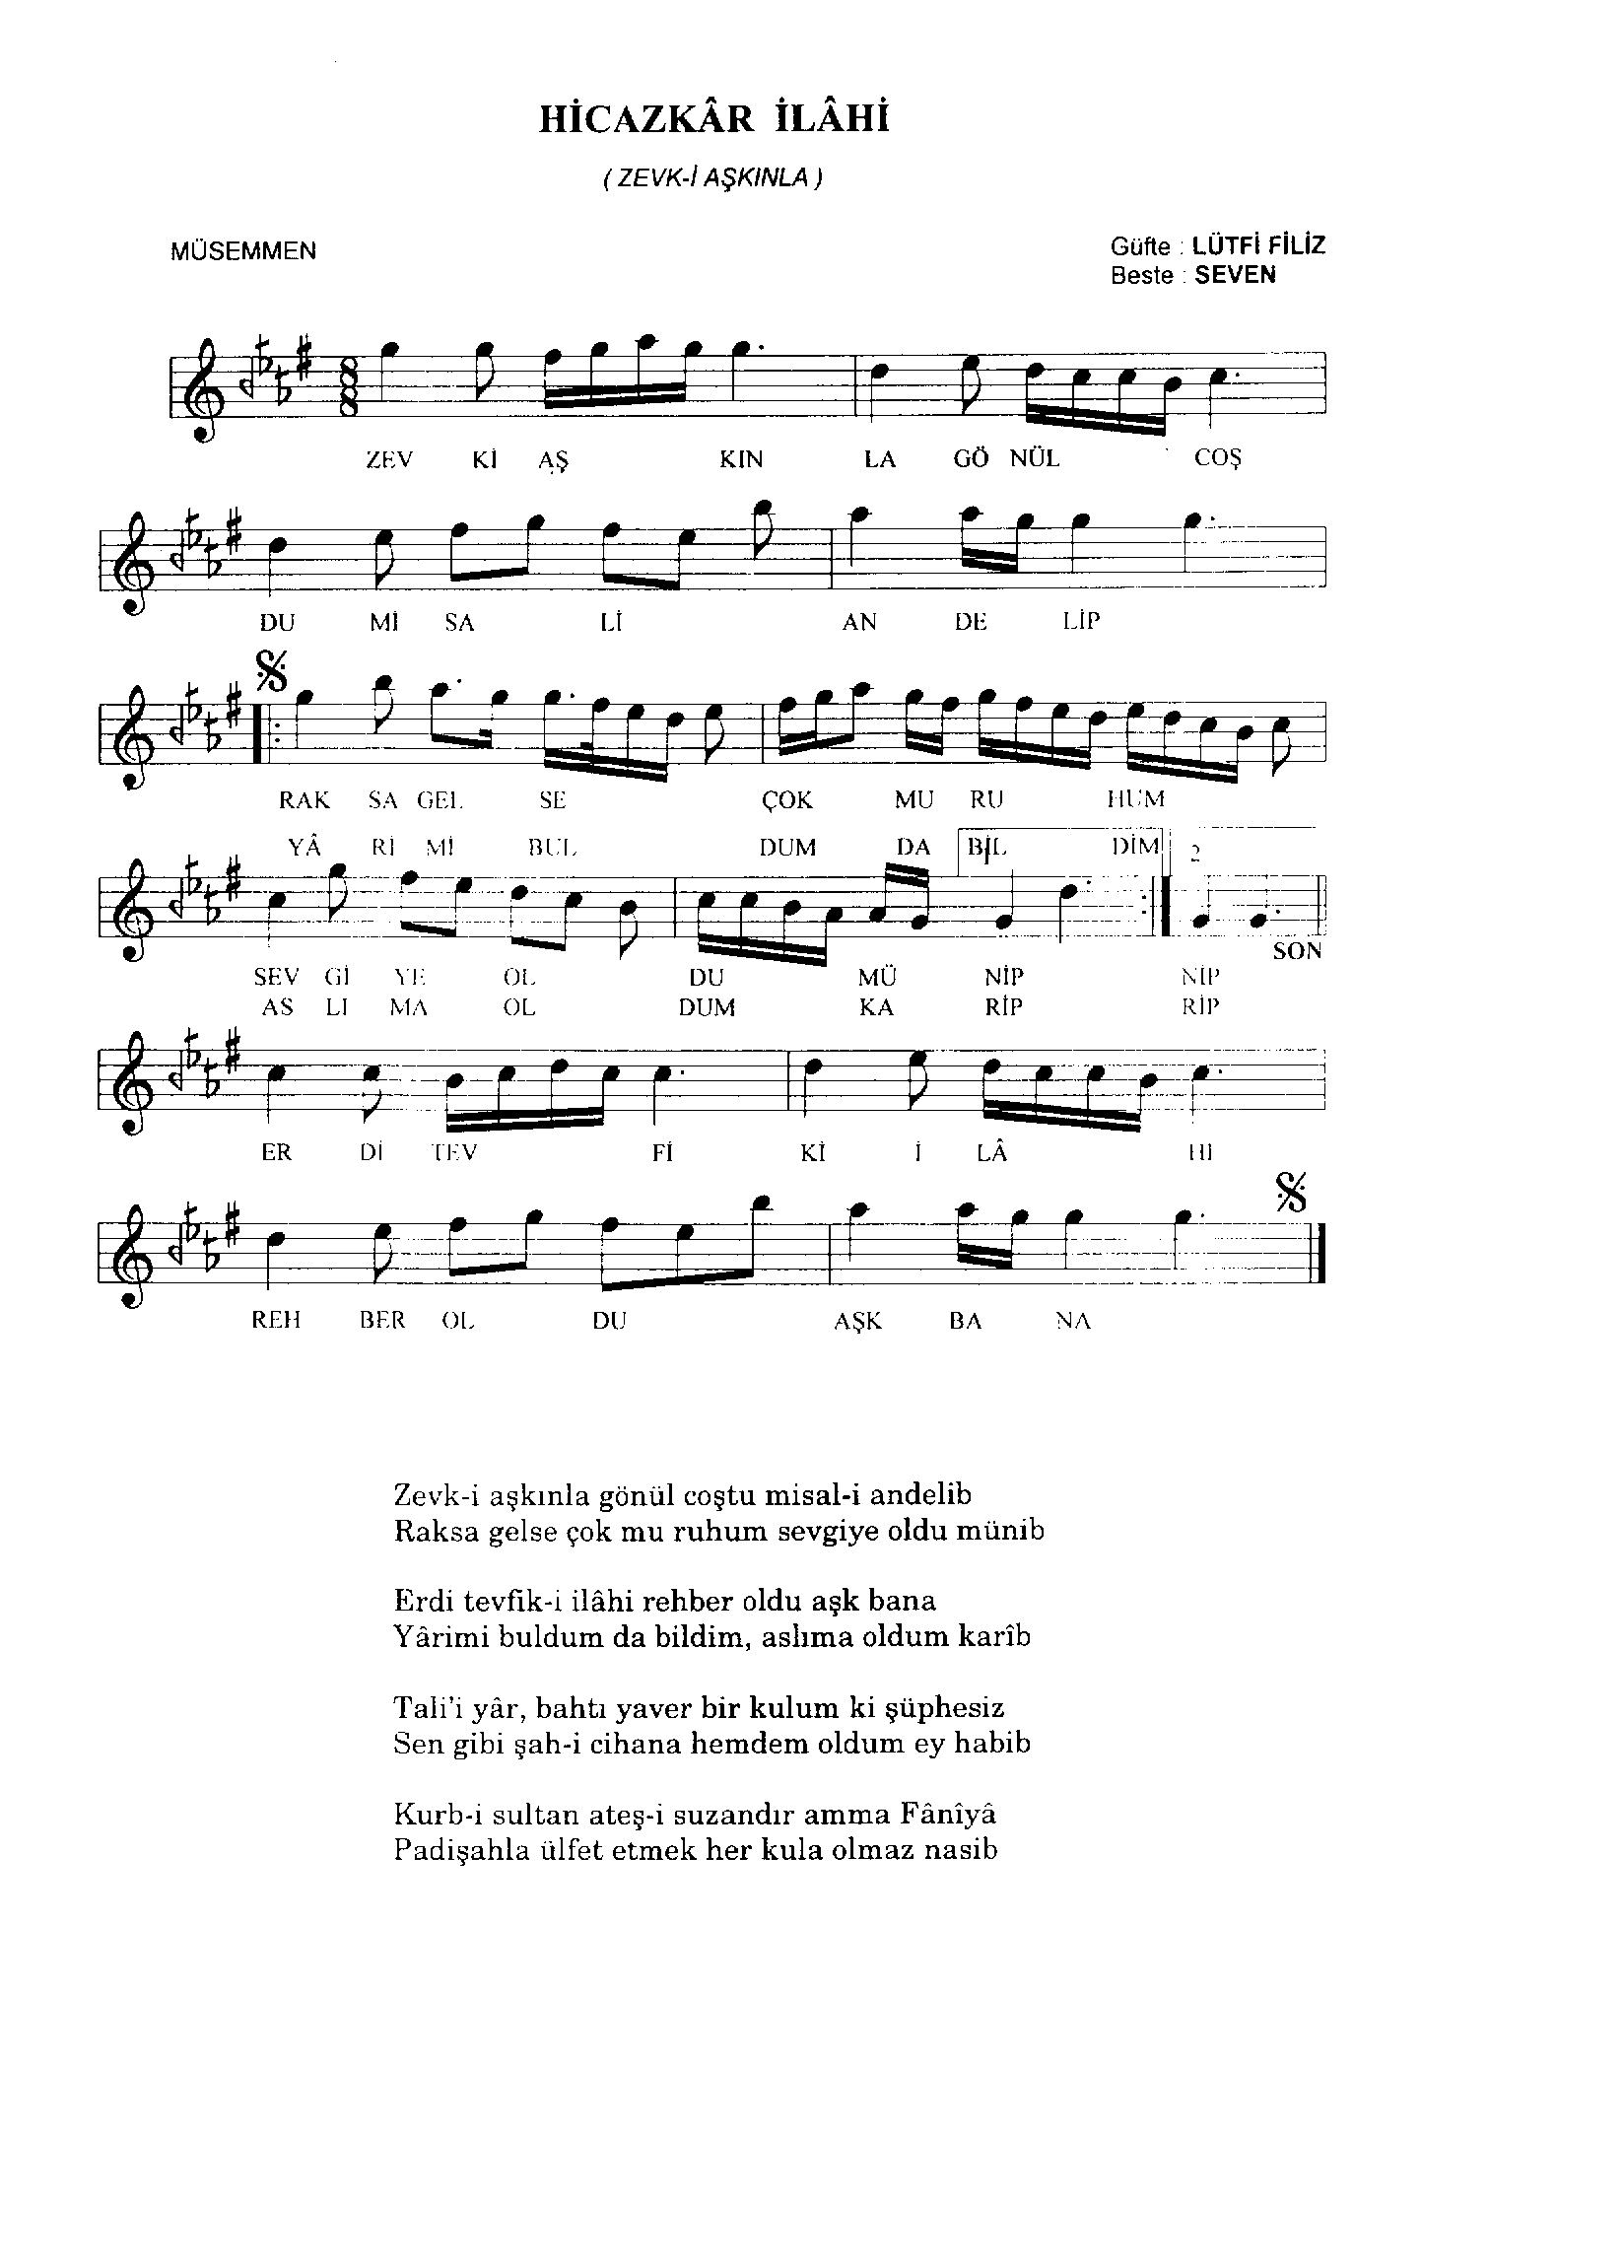 HİCAZKÂR İLÂHİ
( ZEVK-İ AŞKINLA )
MÜSEMMEN
Güfte : LÜTFİ FİLİZ
Beste : SEVEN
8
8
8
ZEV Kİ AŞ KIN LA GÖ NÜL COŞ
DU Mİ SA Lİ AN DE LİP
RAK SA GEL SE ÇOK MU RU HUM
YÂ Rİ Mİ BUL DUM DA BİL DİM
1 2
SON
SEV Gİ YE OL DU MÜ NİP NİP
AS LI MA OL DUM KA RİP RİP
ER Dİ TEV Fİ Kİ İ LÂ Hİ
REH BER OL DU AŞK BA NA
Zevk-i aşkınla gönül coştu misal-i andelib
Raksa gelse çok mu ruhum sevgiye oldu münib
Erdi tevfik-i ilâhi rehber oldu aşk bana
Yârimi buldum da bildim, aslıma oldum karîb
Tali'i yâr, bahtı yaver bir kulum ki şüphesiz
Sen gibi şah-i cihana hemdem oldum ey habib
Kurb-i sultan ateş-i suzandır amma Fânîyâ
Padişahla ülfet etmek her kula olmaz nasib